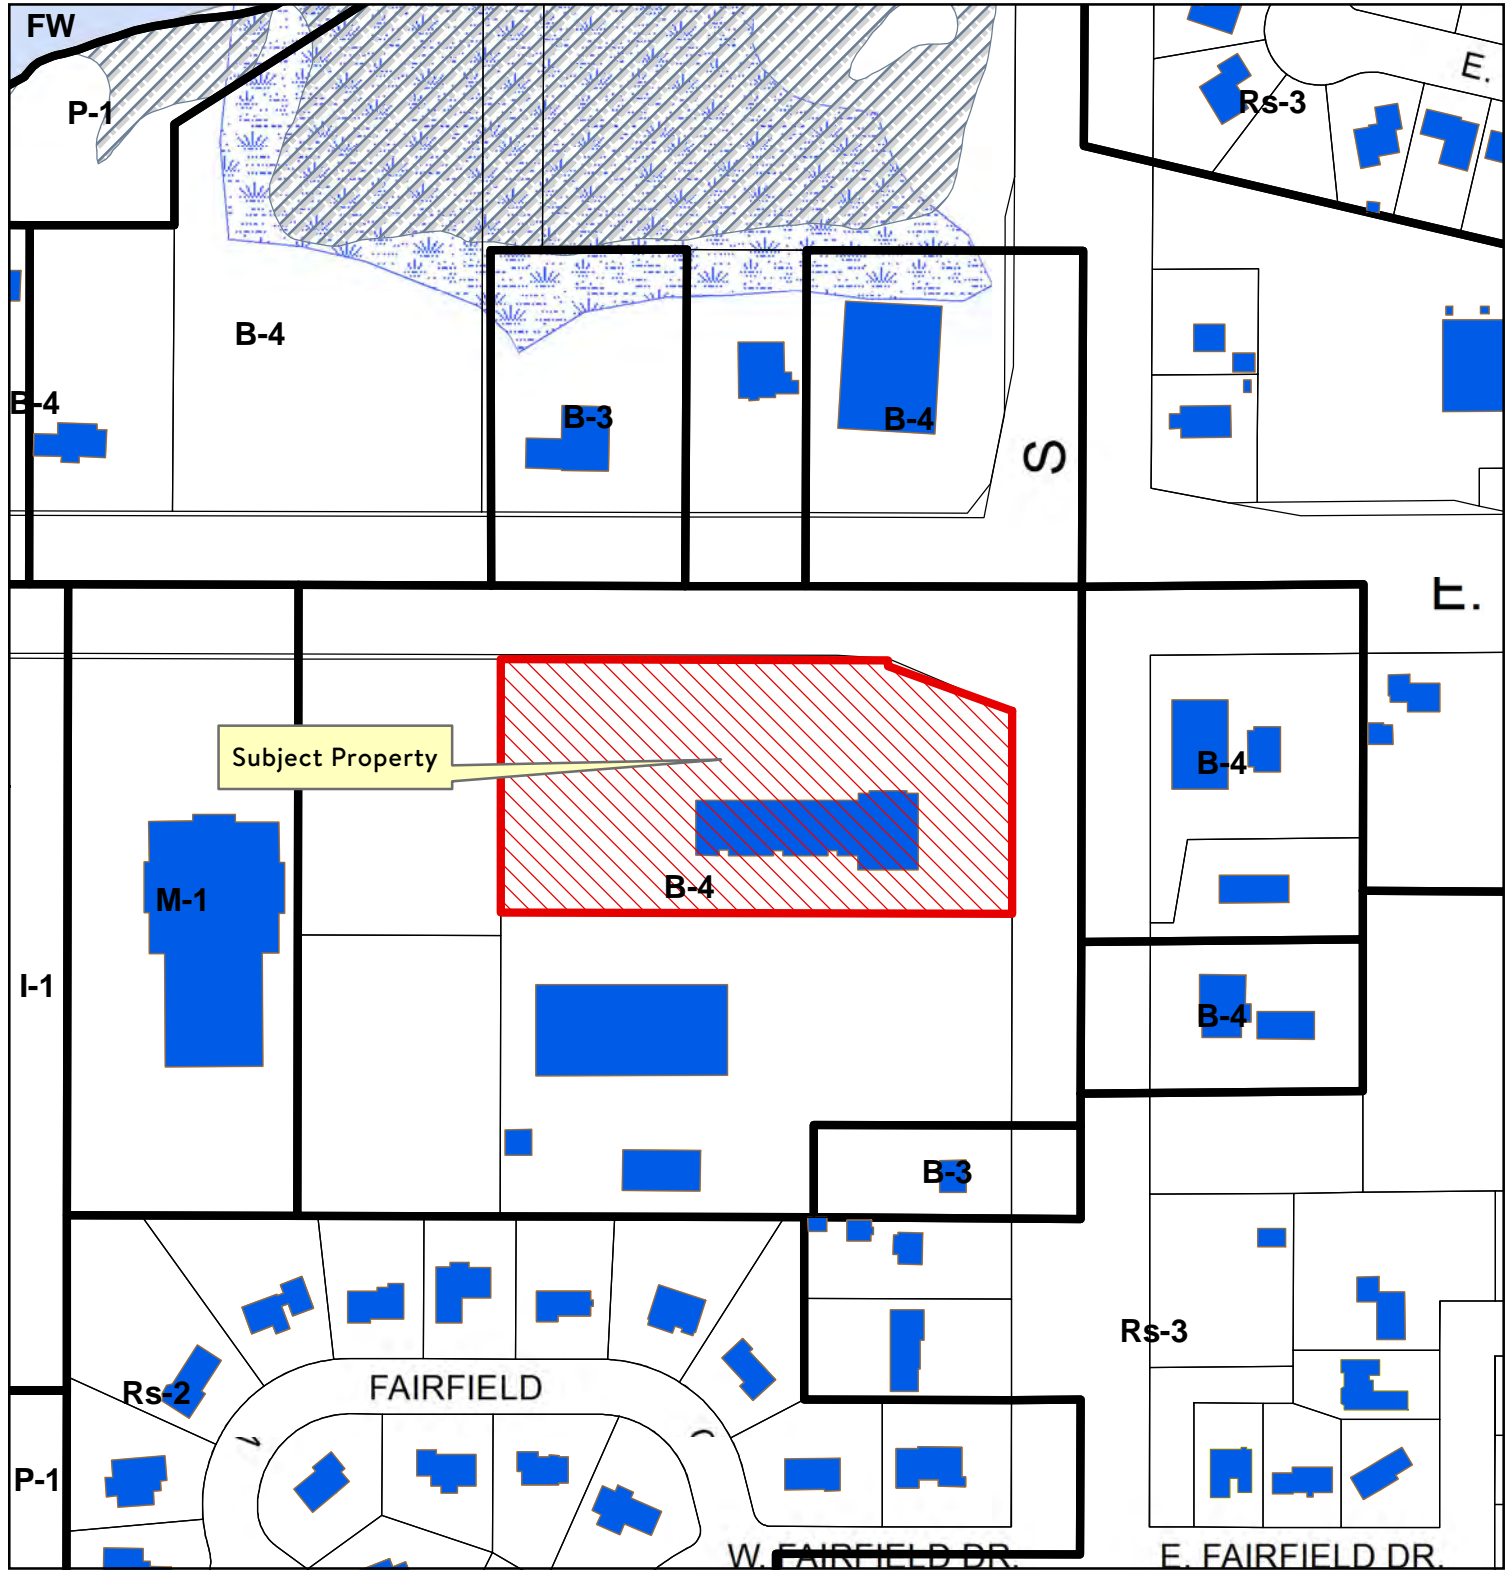 FW
P-1
Rs-3
E.
B-4
B-4
B-3
B-4
S
E.
Subject Property
B-4
M-1
B-4
I-1
B-4
B-3
Rs-3
Rs-2
FAIRFIELD
P-1
W. FAIRFIELD DR.
E. FAIRFIELD DR.